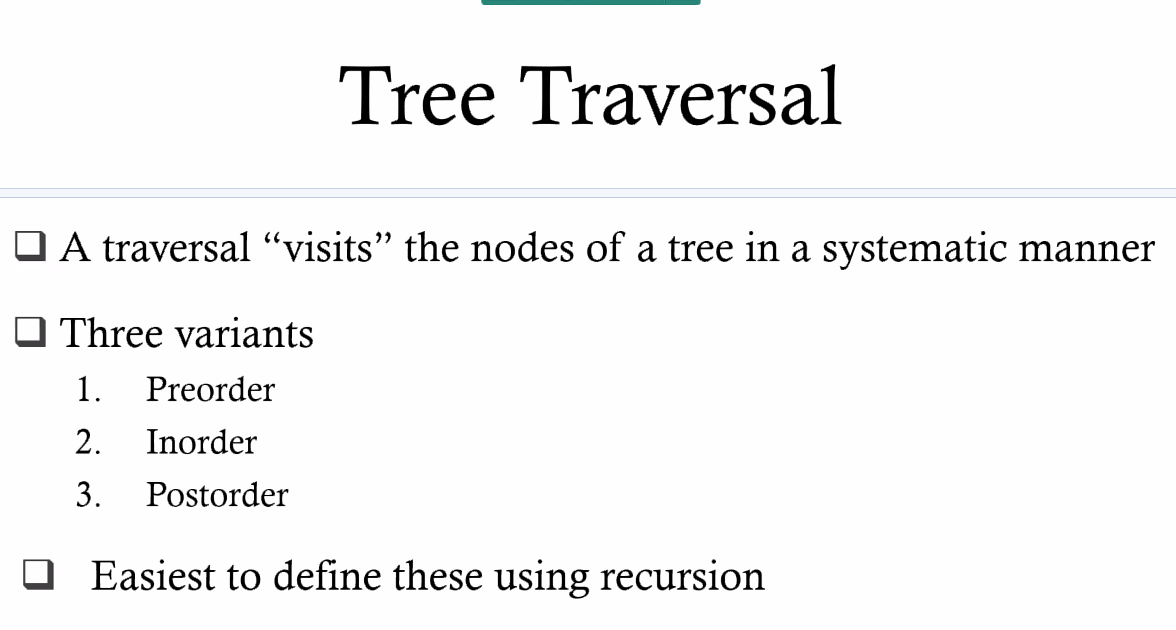 Tree Traversal
❑ A traversal “visits” the nodes of a tree in a systematic manner
❑ Three variants
1. Preorder
2. Inorder
3. Postorder
❑ Easiest to define these using recursion